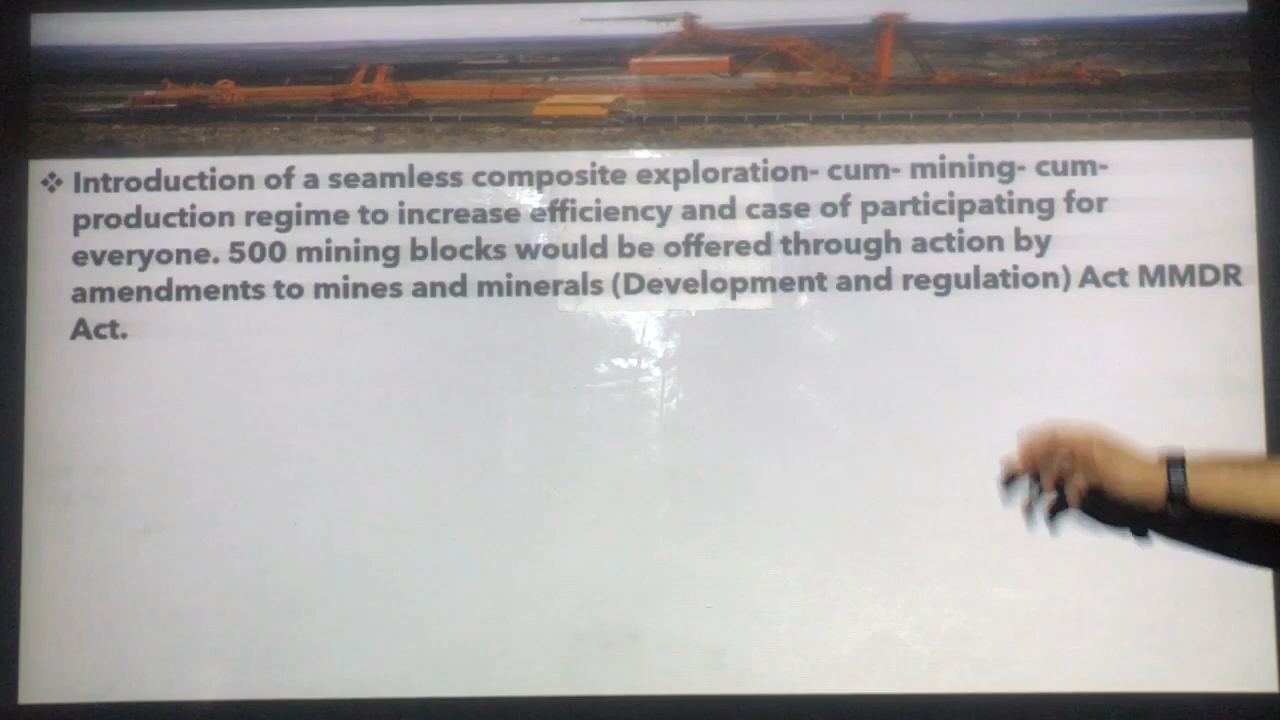 ❖ Introduction of a seamless composite exploration- cum- mining- cum-
production regime to increase efficiency and case of participating for
everyone. 500 mining blocks would be offered through action by
amendments to mines and minerals (Development and regulation) Act MMDR
Act.